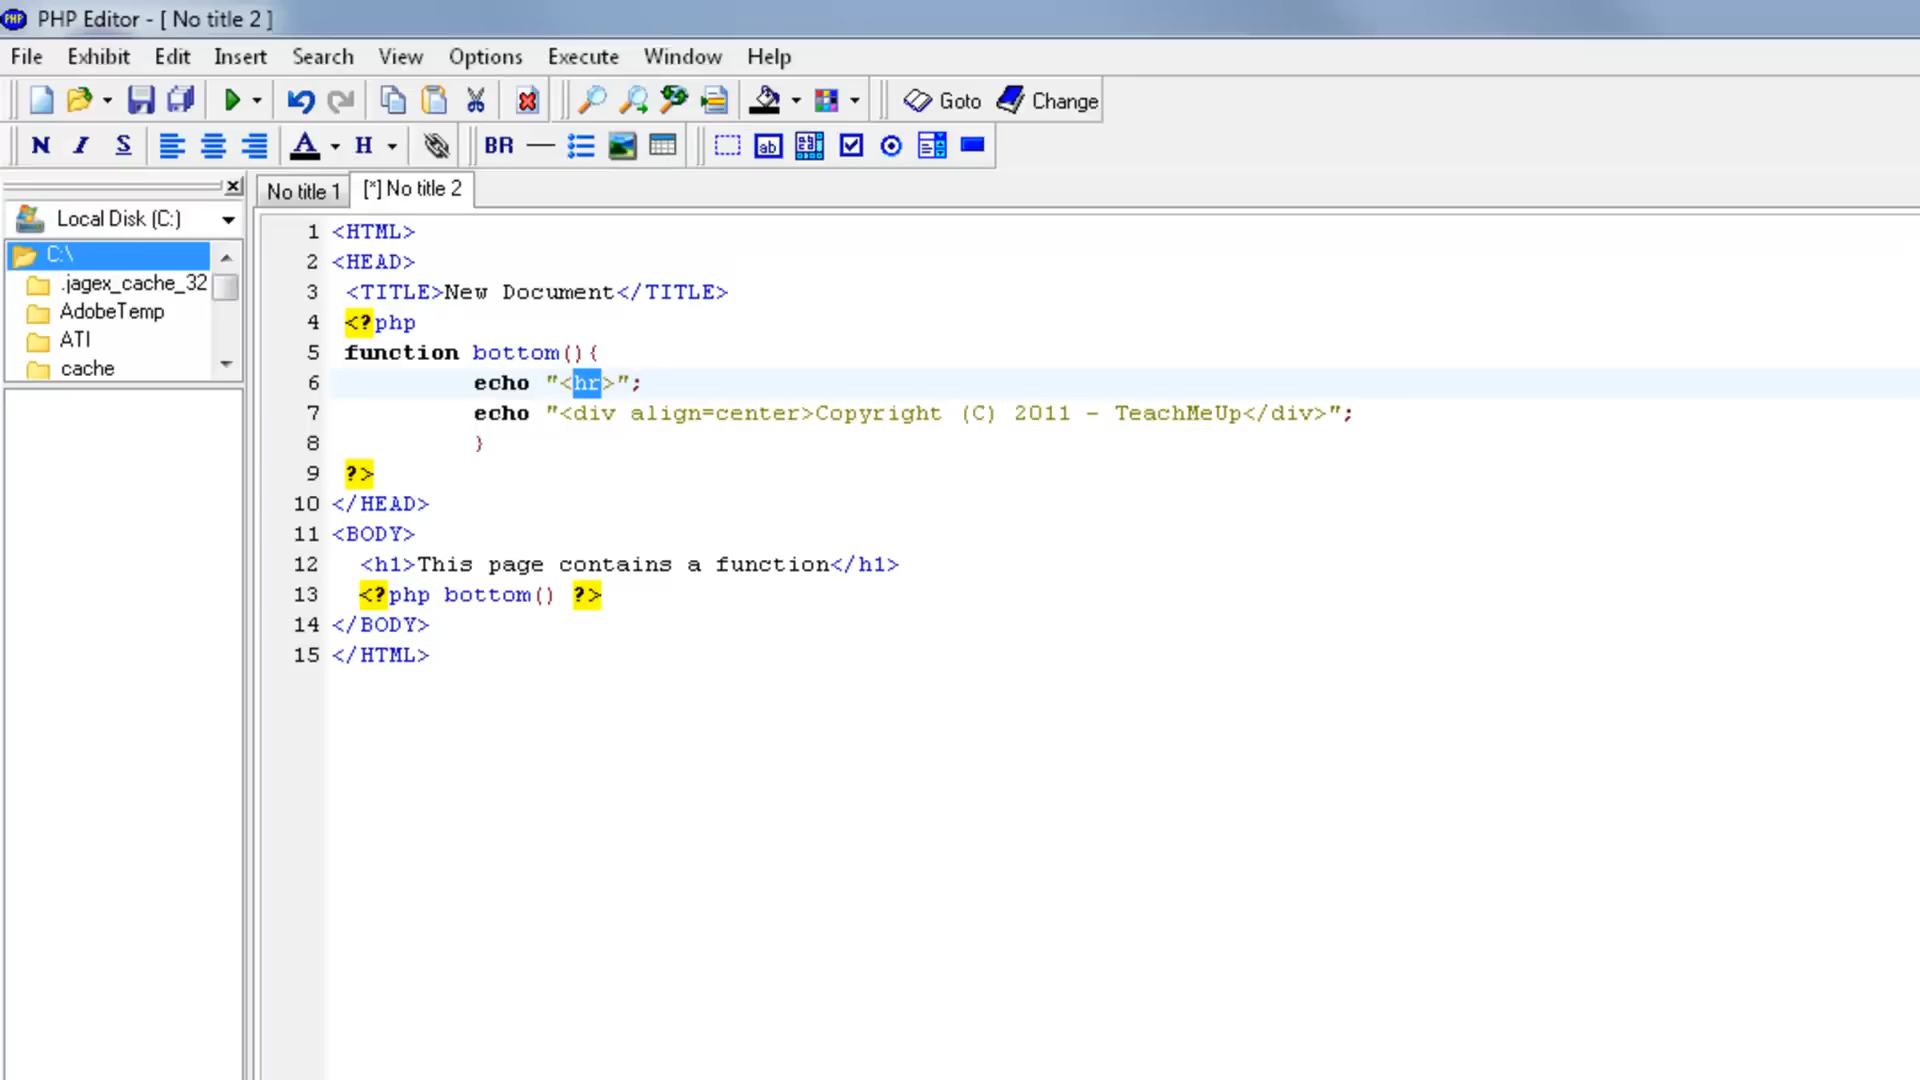 PHP Editor - [ No title 2 ]
File Exhibit Edit Insert Search View Options Execute Window Help
Goto Change
N I S A H BR ab
No title 1 [*] No title 2
Local Disk (C:)
C:\
.jagex_cache_32
AdobeTemp
ATI
cache
1 <HTML>
2 <HEAD>
3 <TITLE>New Document</TITLE>
4 <?php
5 function bottom(){
6 echo "<hr>";
7 echo "<div align=center>Copyright (C) 2011 - TeachMeUp</div>";
8 }
9 ?>
10 </HEAD>
11 <BODY>
12 <h1>This page contains a function</h1>
13 <?php bottom() ?>
14 </BODY>
15 </HTML>